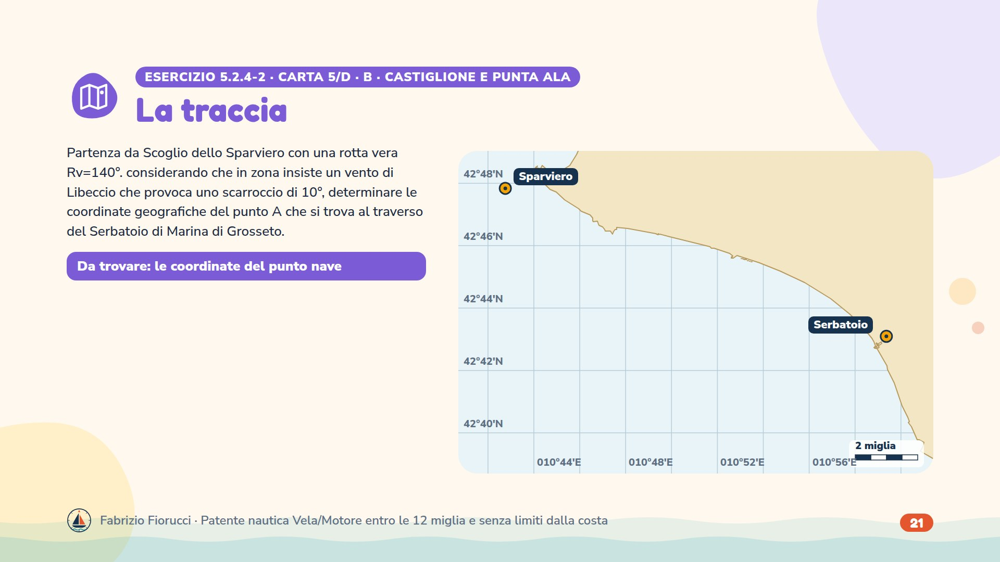 ESERCIZIO 5.2.4-2 · CARTA 5/D · B · CASTIGLIONE E PUNTA ALA
La traccia
Partenza da Scoglio dello Sparviero con una rotta vera
Rv=140°. considerando che in zona insiste un vento di
Libeccio che provoca uno scarroccio di 10°, determinare le
coordinate geografiche del punto A che si trova al traverso
del Serbatoio di Marina di Grosseto.
Da trovare: le coordinate del punto nave
42°48'N
Sparviero
42°46'N
42°44'N
Serbatoio
42°42'N
42°40'N
2 miglia
010°44'E
010°48'E
010°52'E
010°56'E
Fabrizio Fiorucci · Patente nautica Vela/Motore entro le 12 miglia e senza limiti dalla costa
21